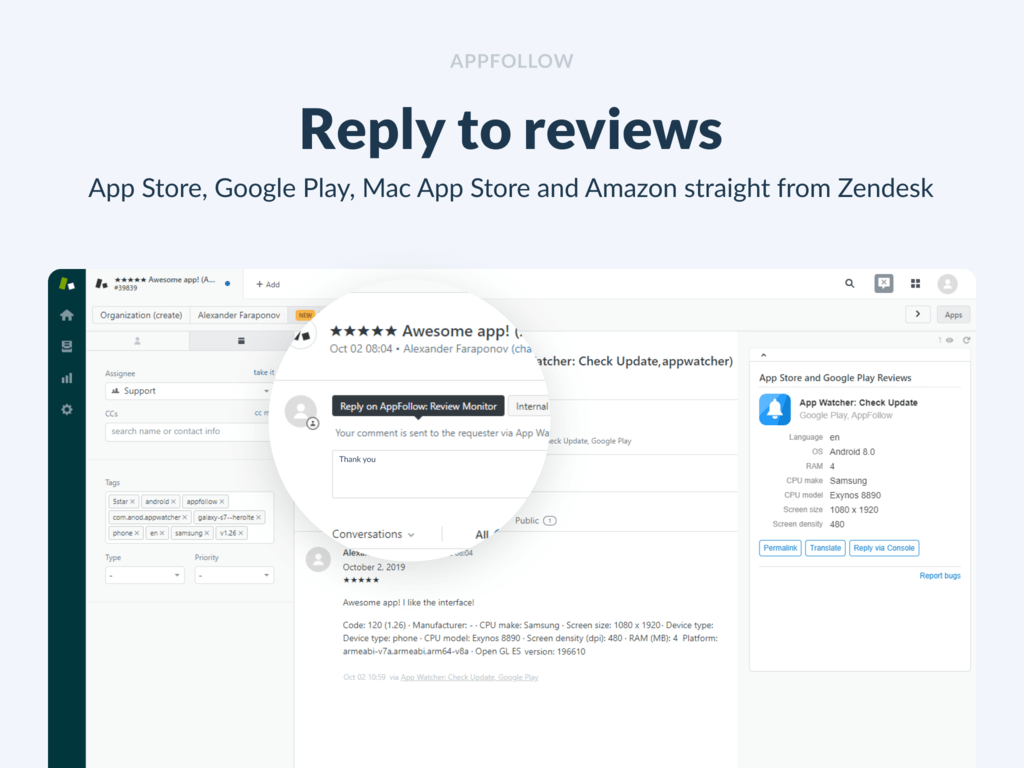 APPFOLLOW
Reply to reviews
App Store, Google Play, Mac App Store and Amazon straight from Zendesk
★★★★★ Awesome app! (A...
#39839
+ Add
Organization (create)
Alexander Faraponov
NEW
Apps
Assignee
take it
Support
CCs
cc m
search name or contact info
Tags
5star ×
android ×
appfollow ×
com.anod.appwatcher ×
galaxy-s7--herolte ×
phone ×
en ×
samsung ×
v1.26 ×
Type
Priority
-
-
★★★★★ Awesome app! (.
Oct 02 08:04 • Alexander Faraponov (cha
atcher: Check Update,appwatcher)
Reply on AppFollow: Review Monitor
Internal
Your comment is sent to the requester via App Wa
eck Update, Google Play
Thank you
Public 1
Conversations
All
Alexa
08:04
October 2, 2019
★★★★★
Awesome app! I like the interface!
Code: 120 (1.26) · Manufacturer: - · CPU make: Samsung · Screen size: 1080 x 1920 · Device type:
Device type: phone · CPU model: Exynos 8890 · Screen density (dpi): 480 · RAM (MB): 4 Platform:
armeabi-v7a,armeabi,arm64-v8a · Open GL ES version: 196610
Oct 02 10:59 via App Watcher: Check Update, Google Play
App Store and Google Play Reviews
App Watcher: Check Update
Google Play, AppFollow
Language en
OS Android 8.0
RAM 4
CPU make Samsung
CPU model Exynos 8890
Screen size 1080 x 1920
Screen density 480
Permalink
Translate
Reply via Console
Report bugs